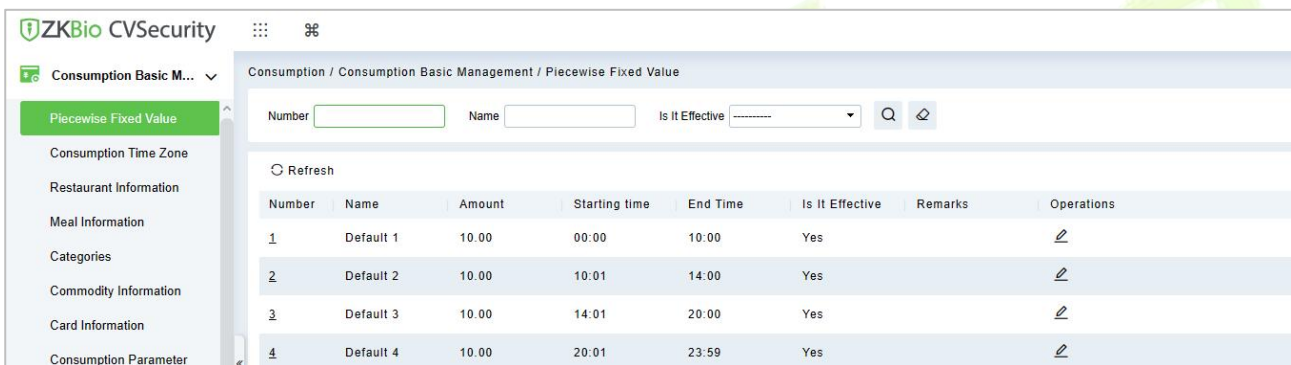 ZKBio CVSecurity
Consumption Basic M...
Consumption / Consumption Basic Management / Piecewise Fixed Value
Piecewise Fixed Value
Consumption Time Zone
Restaurant Information
Meal Information
Categories
Commodity Information
Card Information
Consumption Parameter
Number Name Is It Effective ----------
Refresh
Number Name Amount Starting time End Time Is It Effective Remarks Operations
1 Default 1 10.00 00:00 10:00 Yes
2 Default 2 10.00 10:01 14:00 Yes
3 Default 3 10.00 14:01 20:00 Yes
4 Default 4 10.00 20:01 23:59 Yes